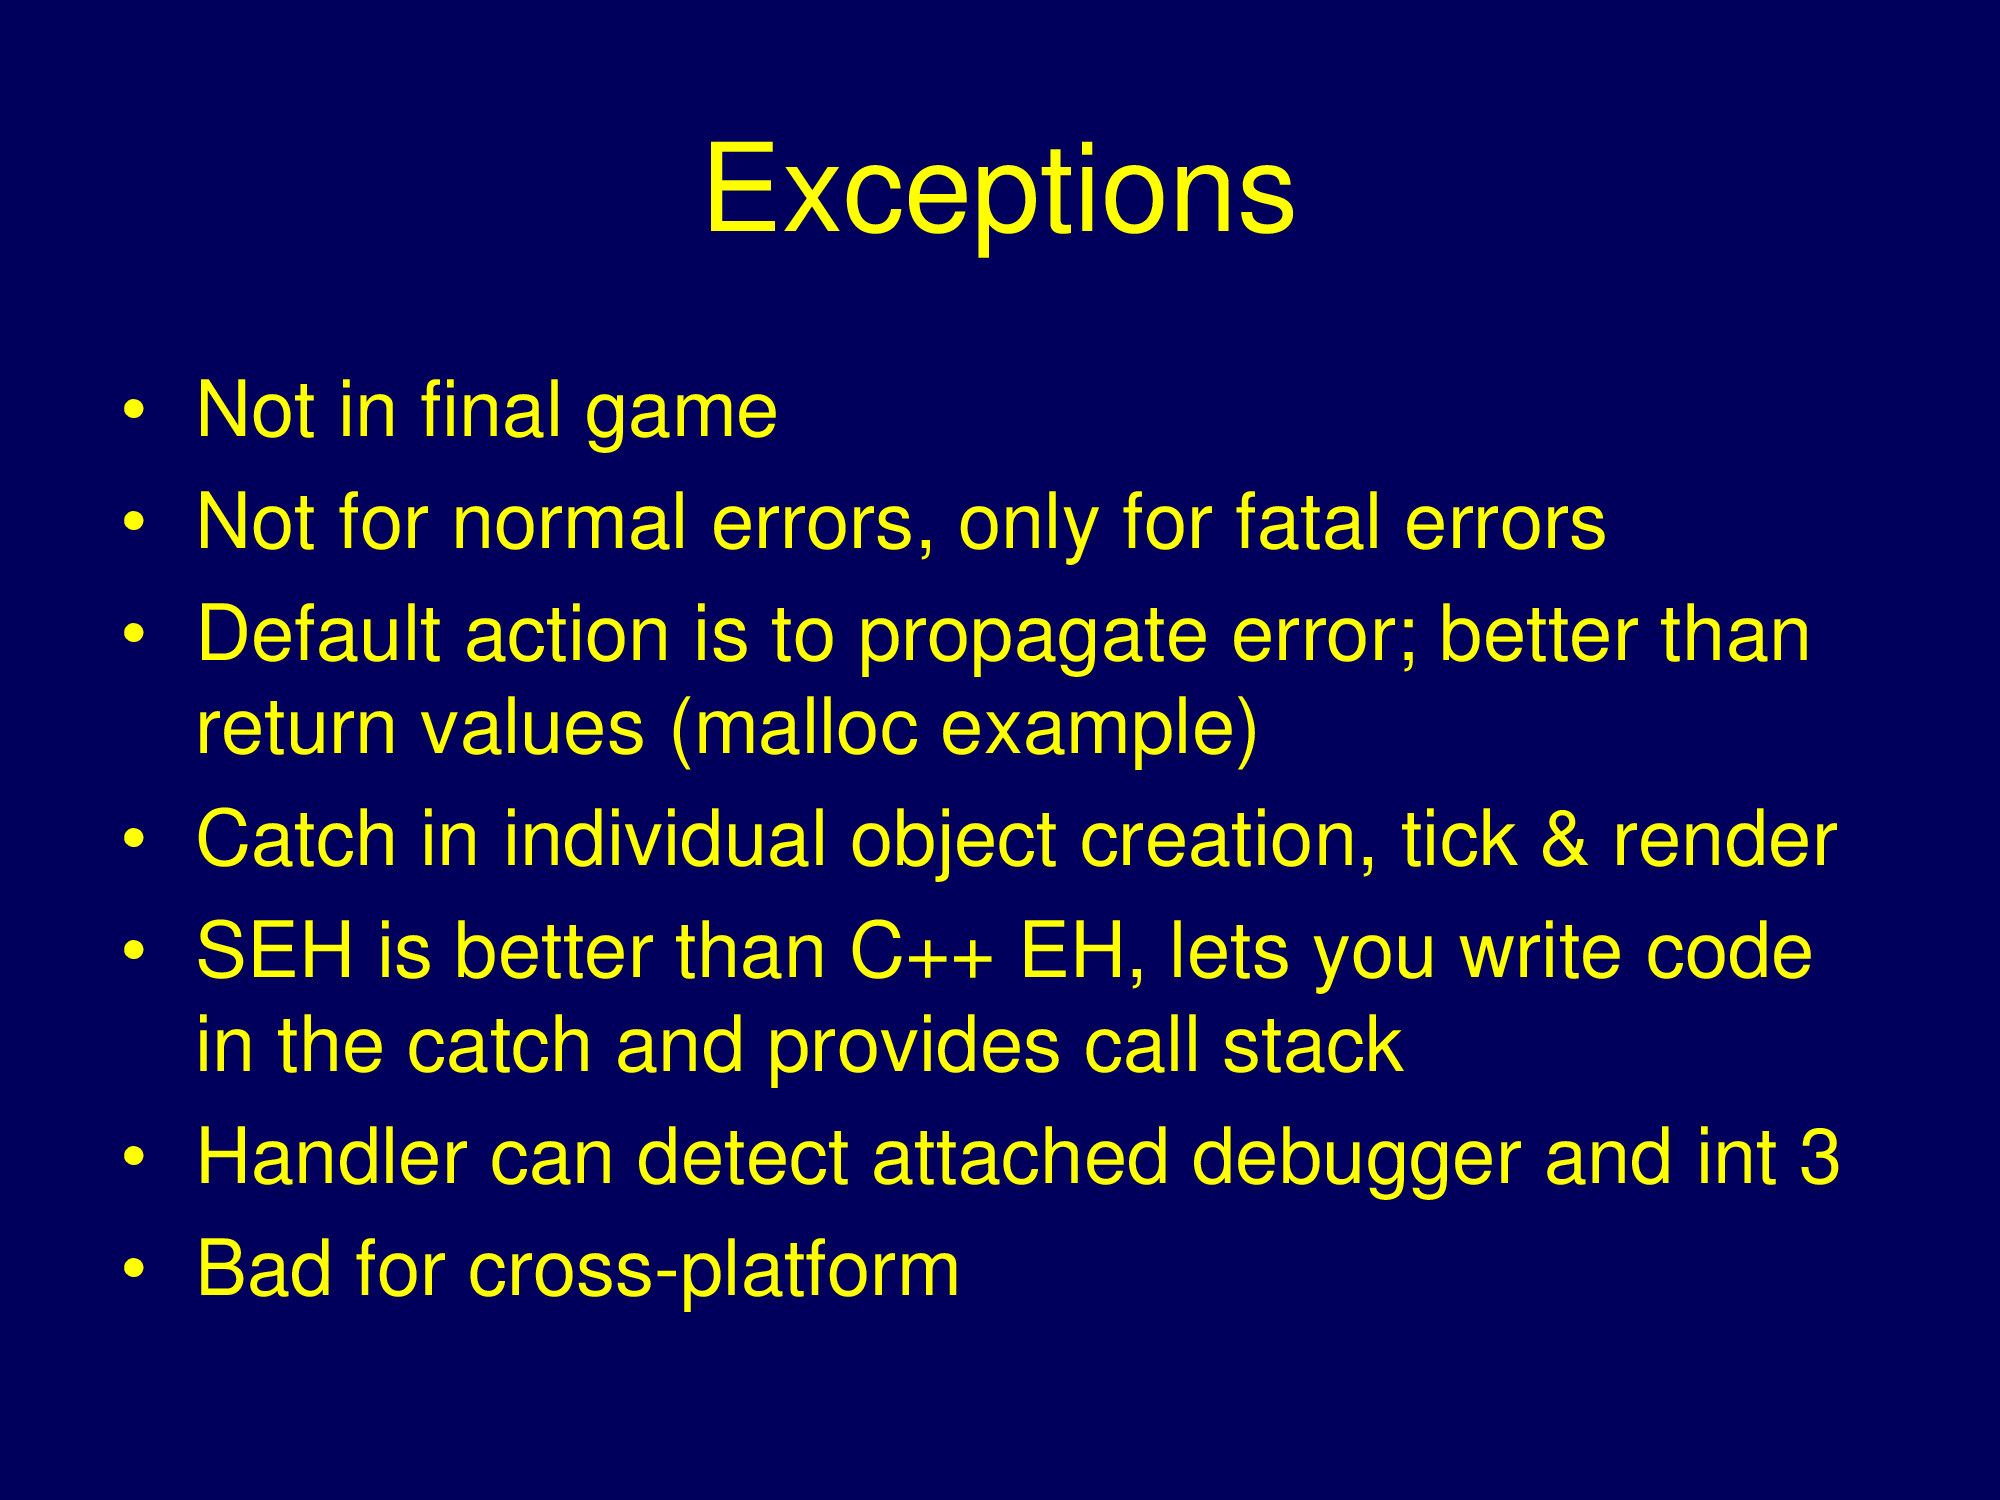 Exceptions
• Not in final game
• Not for normal errors, only for fatal errors
• Default action is to propagate error; better than
return values (malloc example)
• Catch in individual object creation, tick & render
• SEH is better than C++ EH, lets you write code
in the catch and provides call stack
• Handler can detect attached debugger and int 3
• Bad for cross-platform